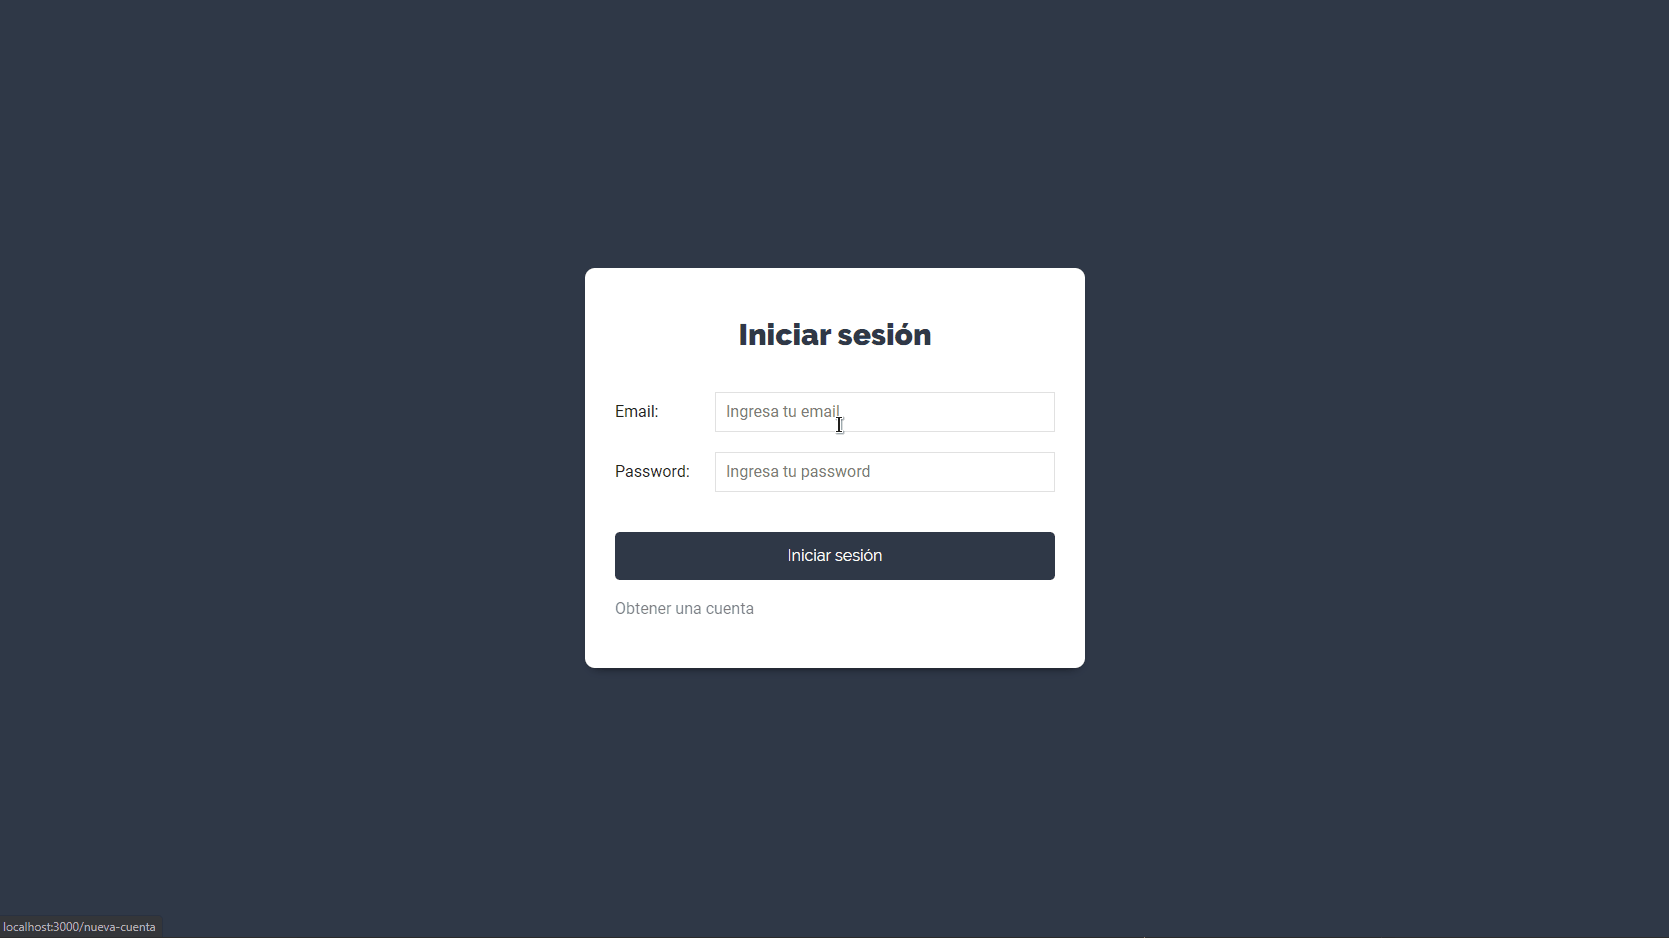 Iniciar sesión
Email: Ingresa tu email
Password: Ingresa tu password
Iniciar sesión
Obtener una cuenta
localhost:3000/nueva-cuenta